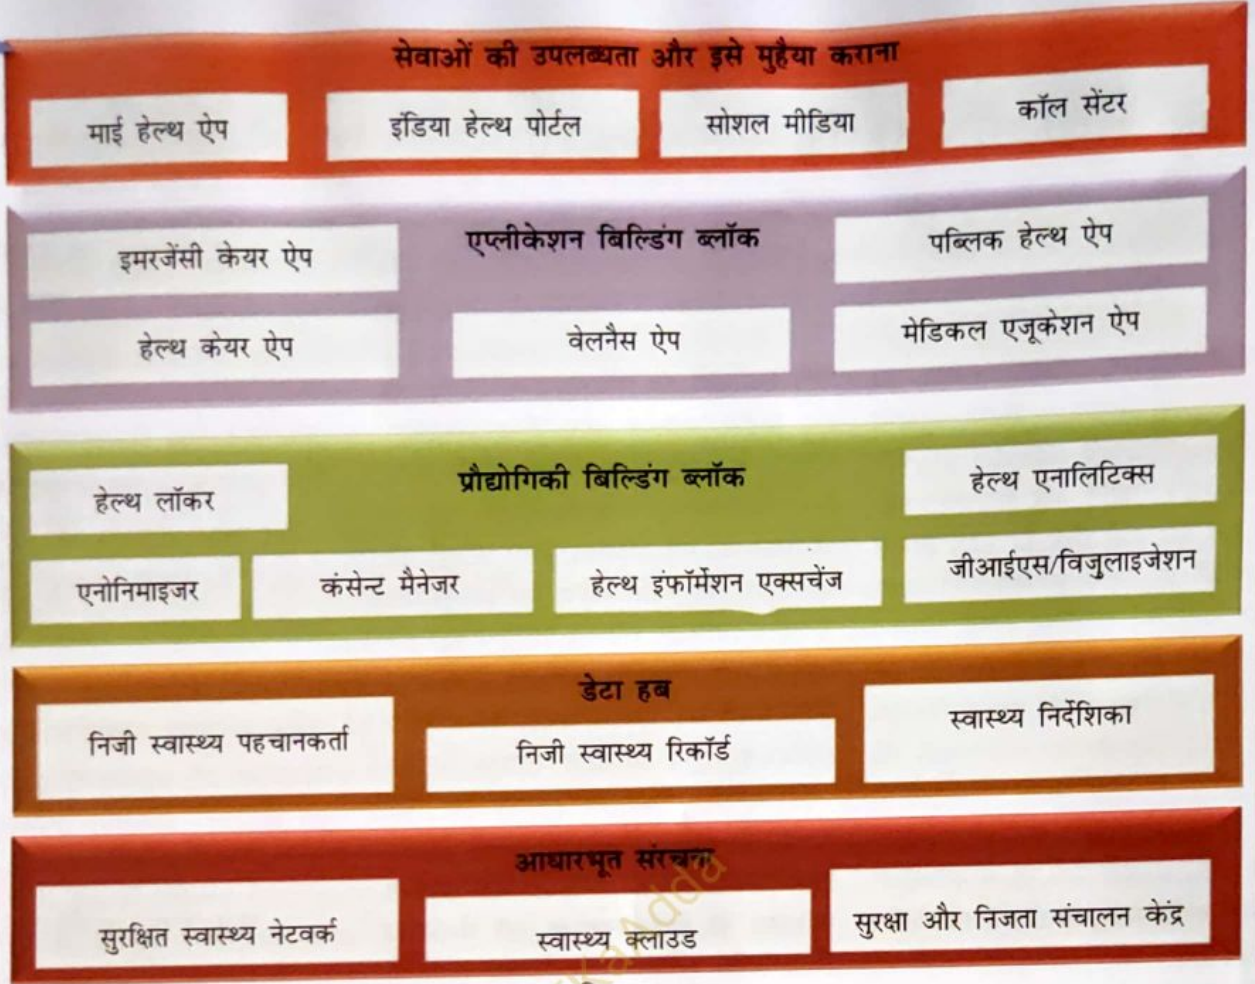 सेवाओं की उपलब्धता और इसे मुहैया कराना
माई हेल्थ ऐप
इंडिया हेल्थ पोर्टल
सोशल मीडिया
कॉल सेंटर
एप्लीकेशन बिल्डिंग ब्लॉक
इमरजेंसी केयर ऐप
पब्लिक हेल्थ ऐप
हेल्थ केयर ऐप
वेलनैस ऐप
मेडिकल एजूकेशन ऐप
प्रौद्योगिकी बिल्डिंग ब्लॉक
हेल्थ लॉकर
हेल्थ एनालिटिक्स
एनोनिमाइजर
कंसेन्ट मैनेजर
हेल्थ इंफॉर्मेशन एक्सचेंज
जीआईएस/विजुलाइजेशन
डेटा हब
निजी स्वास्थ्य पहचानकर्ता
निजी स्वास्थ्य रिकॉर्ड
स्वास्थ्य निर्देशिका
आधारभूत संरचना
सुरक्षित स्वास्थ्य नेटवर्क
स्वास्थ्य क्लाउड
सुरक्षा और निजता संचालन केंद्र
KaAdda